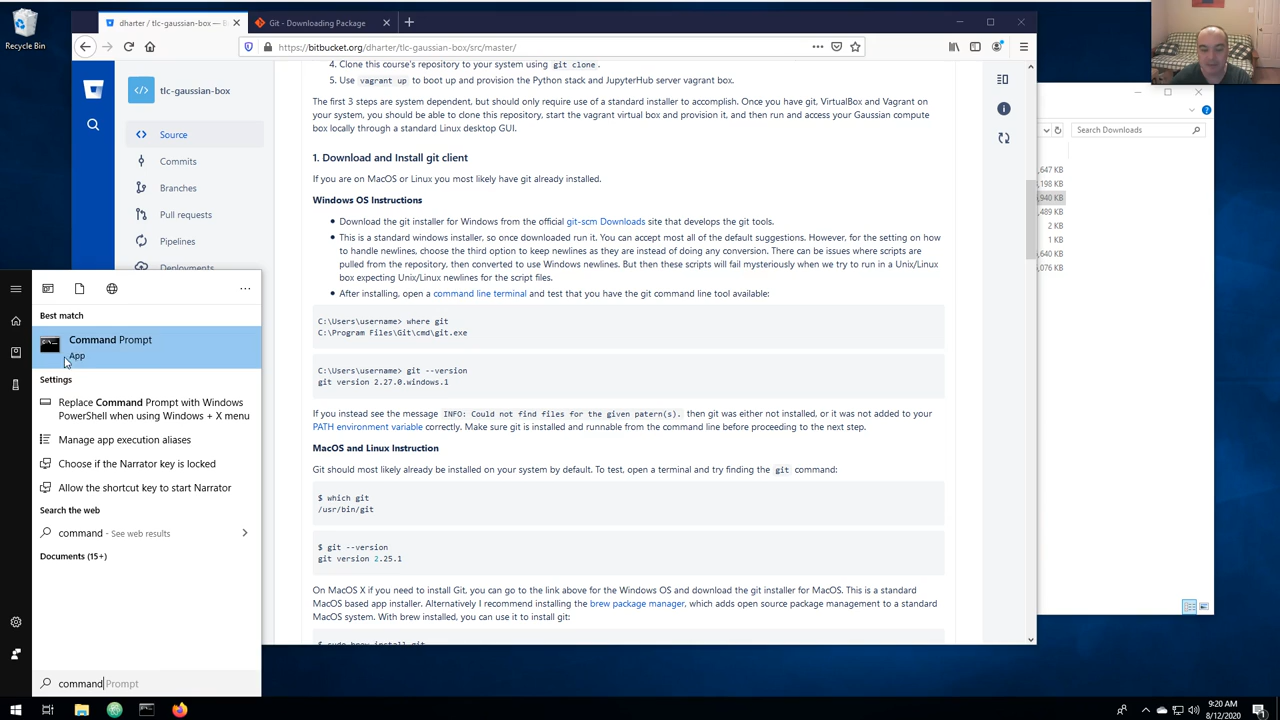 Recycle Bin
dharter / tlc-gaussian-box — B
Git - Downloading Package
https://bitbucket.org/dharter/tlc-gaussian-box/src/master/
tlc-gaussian-box
Source
Commits
Branches
Pull requests
Pipelines
Deployments
4. Clone this course's repository to your system using git clone.
5. Use vagrant up to boot up and provision the Python stack and JupyterHub server vagrant box.
The first 3 steps are system dependent, but should only require use of a standard installer to accomplish. Once you have git, VirtualBox and Vagrant on
your system, you should be able to clone this repository, start the vagrant virtual box and provision it, and then run and access your Gaussian compute
box locally through a standard Linux desktop GUI.
1. Download and Install git client
If you are on MacOS or Linux you most likely have git already installed.
Windows OS Instructions
• Download the git installer for Windows from the official git-scm Downloads site that develops the git tools.
• This is a standard windows installer, so once downloaded run it. You can accept most all of the default suggestions. However, for the setting on how
to handle newlines, choose the third option to keep newlines as they are instead of doing any conversion. There can be issues where scripts are
pulled from the repository, then converted to use Windows newlines. But then these scripts will fail mysteriously when we try to run in a Unix/Linux
box expecting Unix/Linux newlines for the script files.
• After installing, open a command line terminal and test that you have the git command line tool available:
C:\Users\username> where git
C:\Program Files\Git\cmd\git.exe
C:\Users\username> git --version
git version 2.27.0.windows.1
If you instead see the message INFO: Could not find files for the given patern(s). then git was either not installed, or it was not added to your
PATH environment variable correctly. Make sure git is installed and runnable from the command line before proceeding to the next step.
MacOS and Linux Instruction
Git should most likely already be installed on your system by default. To test, open a terminal and try finding the git command:
$ which git
/usr/bin/git
$ git --version
git version 2.25.1
On MacOS X if you need to install Git, you can go to the link above for the Windows OS and download the git installer for MacOS. This is a standard
MacOS based app installer. Alternatively I recommend installing the brew package manager, which adds open source package management to a standard
MacOS system. With brew installed, you can use it to install git:
$ sudo brew install git
Search Downloads
,647 KB
,198 KB
,940 KB
,489 KB
2 KB
1 KB
,640 KB
,076 KB
Best match
Command Prompt
App
Settings
Replace Command Prompt with Windows
PowerShell when using Windows + X menu
Manage app execution aliases
Choose if the Narrator key is locked
Allow the shortcut key to start Narrator
Search the web
command - See web results
Documents (15+)
command Prompt
9:20 AM
8/12/2020